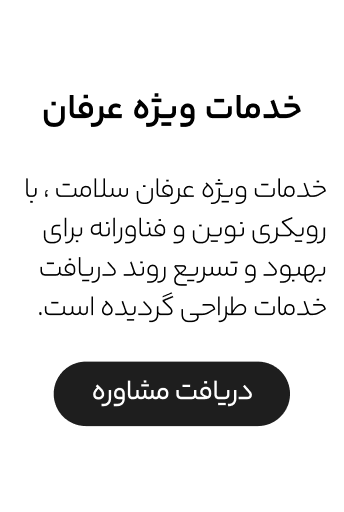 خدمات ویژه عرفان
خدمات ویژه عرفان سلامت ، با
رویکری نوین و فناورانه برای
بهبود و تسریع روند دریافت
خدمات طراحی گردیده است.
دریافت مشاوره